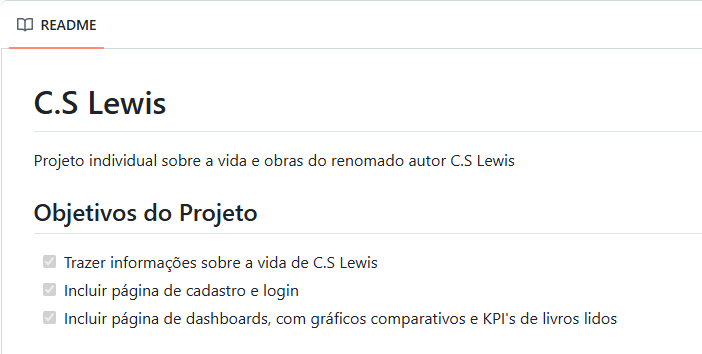 README
C.S Lewis
Projeto individual sobre a vida e obras do renomado autor C.S Lewis
Objetivos do Projeto
Trazer informações sobre a vida de C.S Lewis
Incluir página de cadastro e login
Incluir página de dashboards, com gráficos comparativos e KPI's de livros lidos